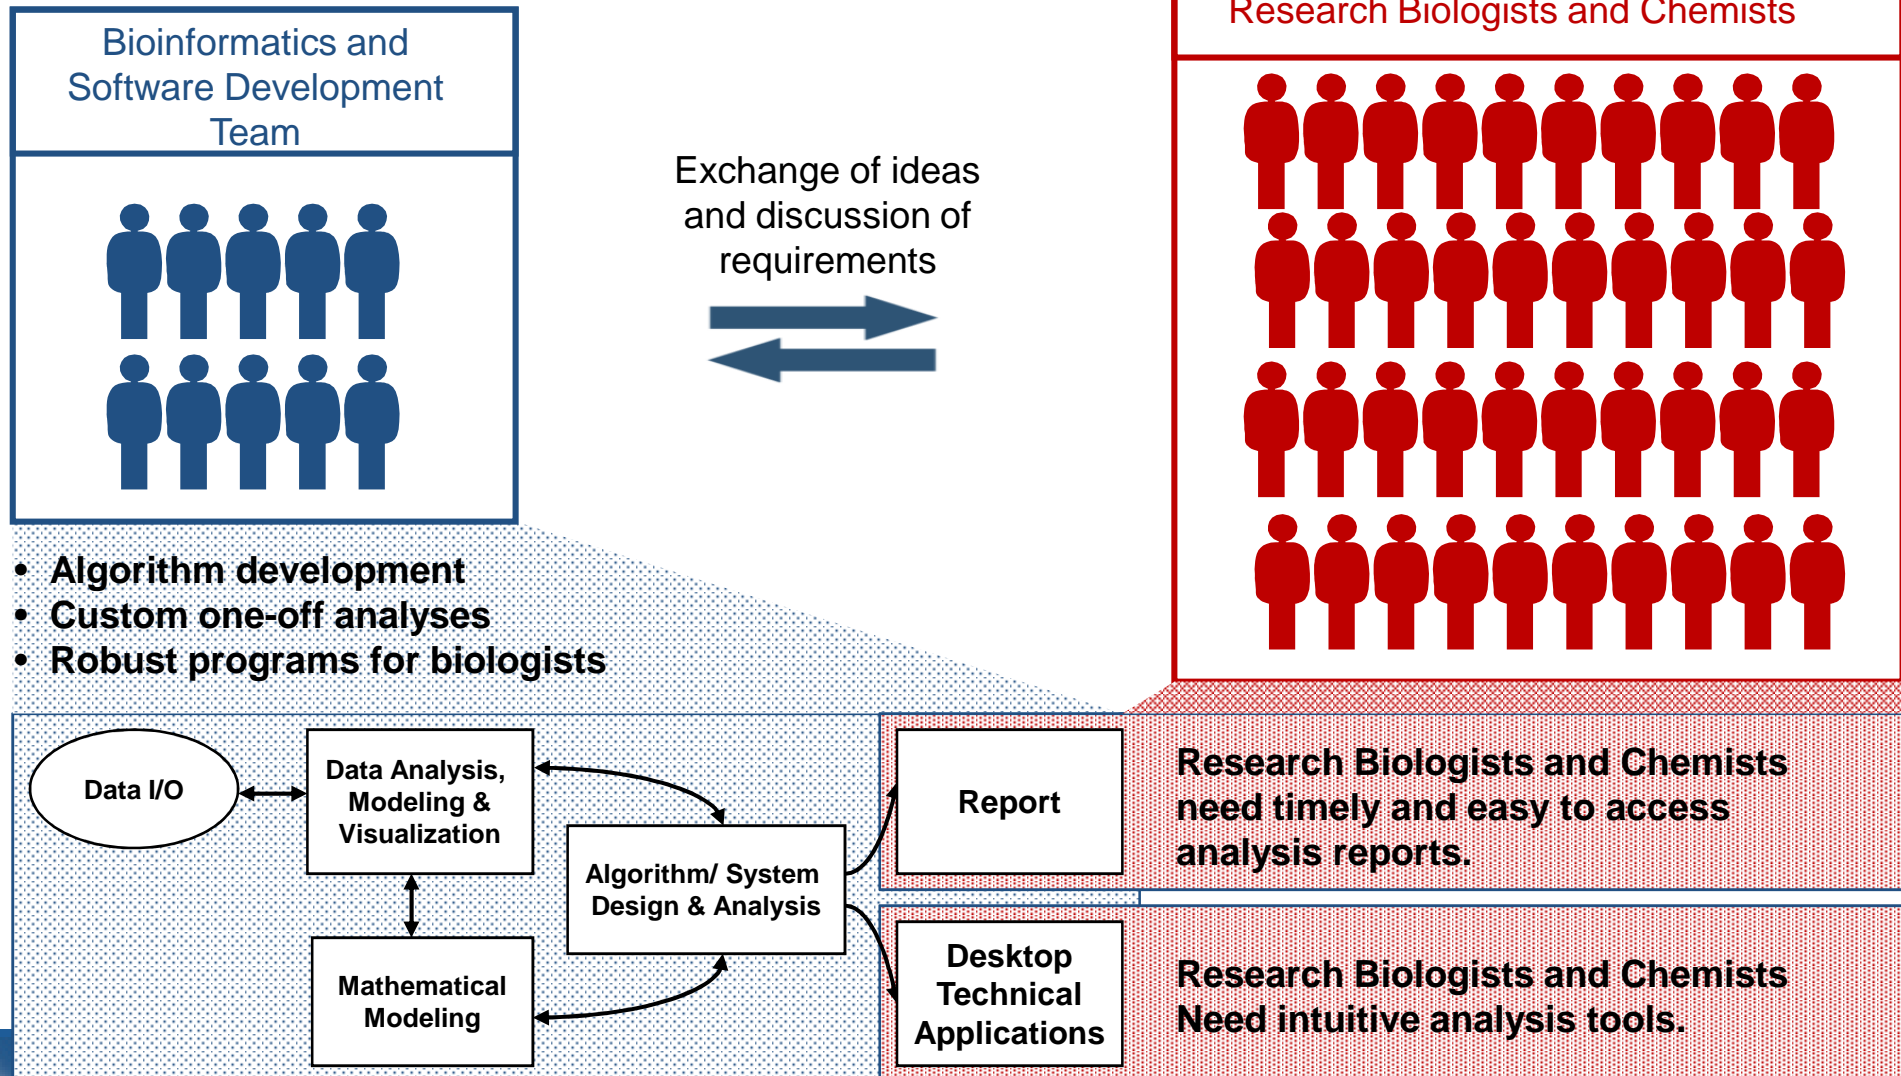 Bioinformatics and
Software Development
Team
Research Biologists and Chemists
Exchange of ideas
and discussion of
requirements
• Algorithm development
• Custom one-off analyses
• Robust programs for biologists
Data I/O
Data Analysis,
Modeling &
Visualization
Mathematical
Modeling
Algorithm/ System
Design & Analysis
Report
Desktop
Technical
Applications
Research Biologists and Chemists
need timely and easy to access
analysis reports.
Research Biologists and Chemists
Need intuitive analysis tools.